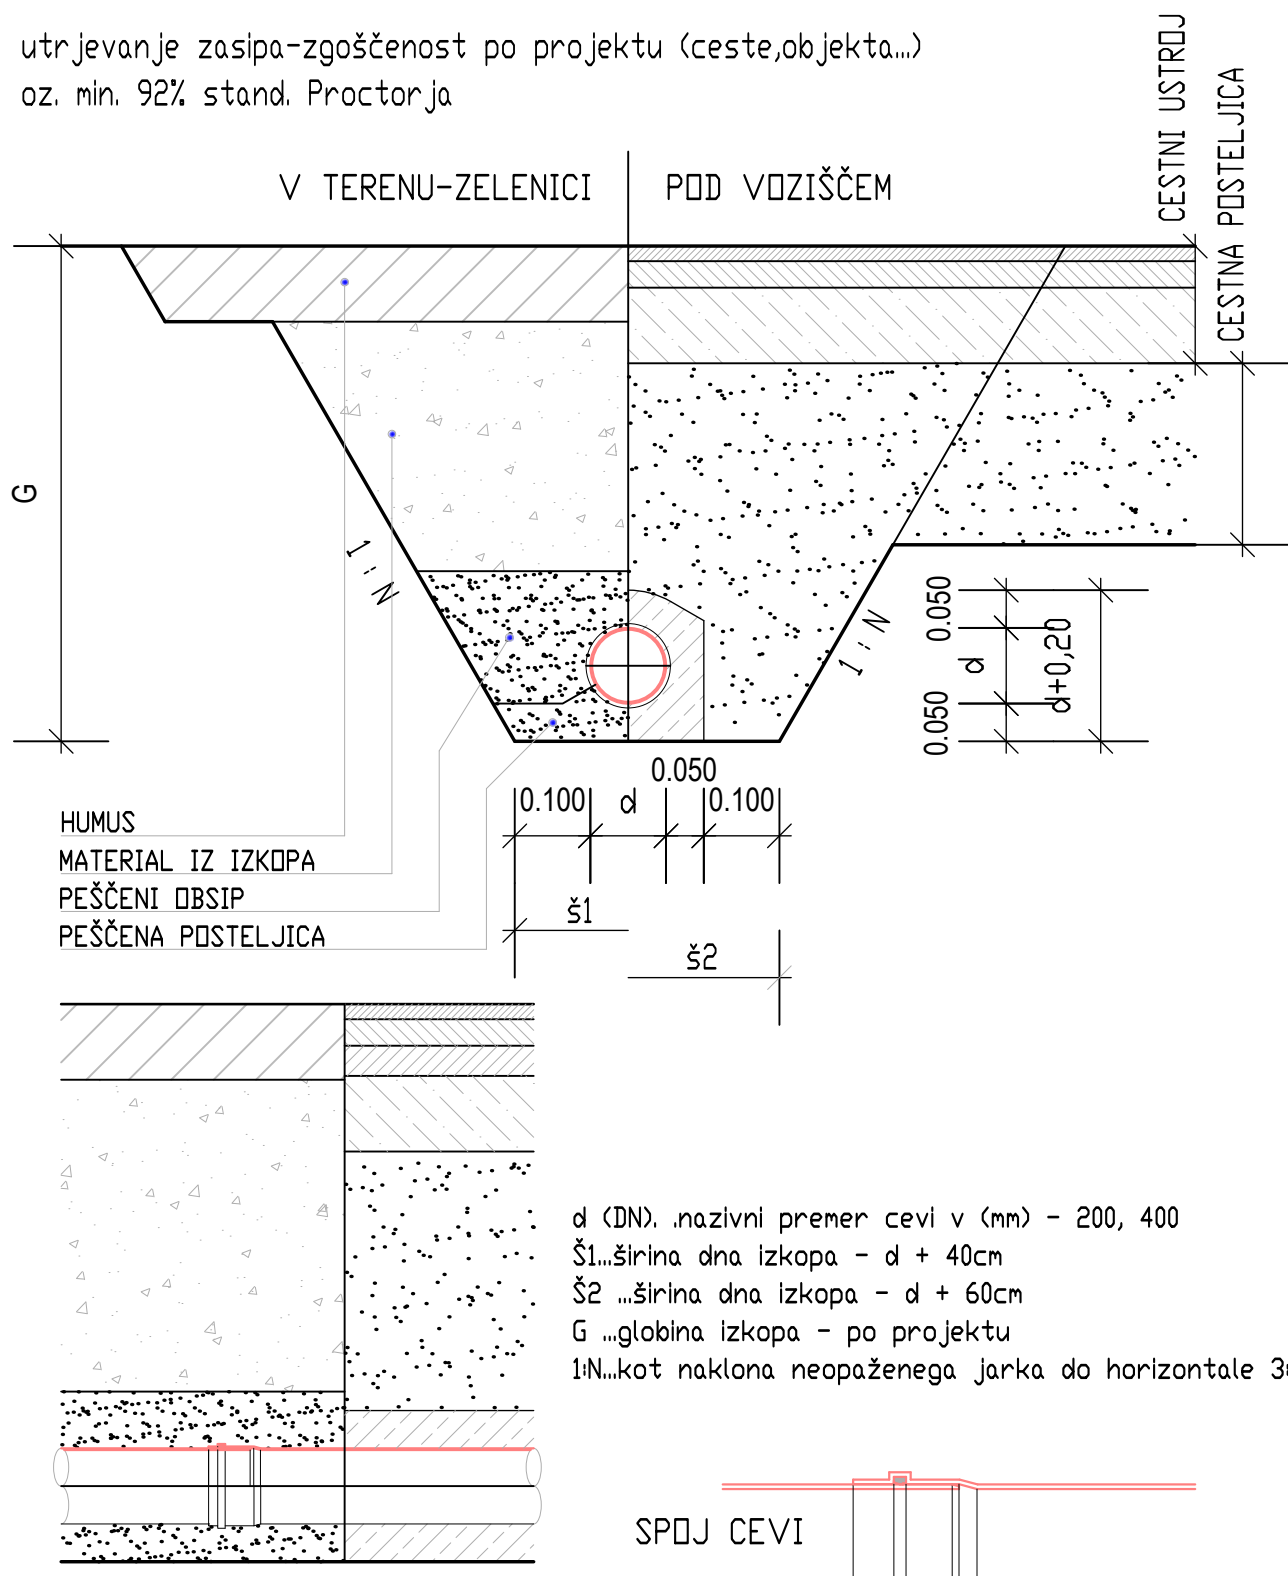 utrjevanje zasipa-zgoščenost po projektu (ceste,objekta...)
oz. min. 92% stand. Proctorja
V TERENU-ZELENICI
POD VOZIŠČEM
CESTNI USTROJ
CESTNA POSTELJICA
G
1 : N
1 : N
0.050
d
0.050
d+0,20
0.050
0.100
d
0.100
š1
š2
HUMUS
MATERIAL IZ IZKOPA
PEŠČENI OBSIP
PEŠČENA POSTELJICA
d (DN). .nazivni premer cevi v (mm) - 200, 400
Š1...širina dna izkopa - d + 40cm
Š2 ...širina dna izkopa - d + 60cm
G ...globina izkopa - po projektu
1:N...kot naklona neopaženega jarka do horizontale
SPOJ CEVI